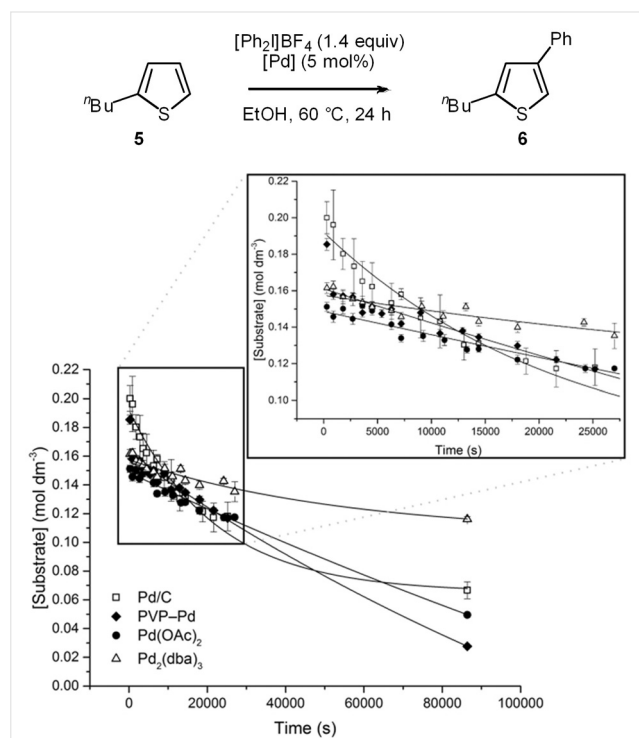 [Ph₂I]BF₄ (1.4 equiv)
[Pd] (5 mol%)
EtOH, 60 °C, 24 h
ⁿBu
S
5
Ph
ⁿBu
S
6
0.20
0.18
0.16
0.14
0.12
0.10
[Substrate] (mol dm⁻³)
0 5000 10000 15000 20000 25000
Time (s)
0.22
0.20
0.18
0.16
0.14
0.12
0.10
0.08
0.06
0.04
0.02
0.00
[Substrate] (mol dm⁻³)
Pd/C
PVP–Pd
Pd(OAc)₂
Pd₂(dba)₃
0 20000 40000 60000 80000 100000
Time (s)